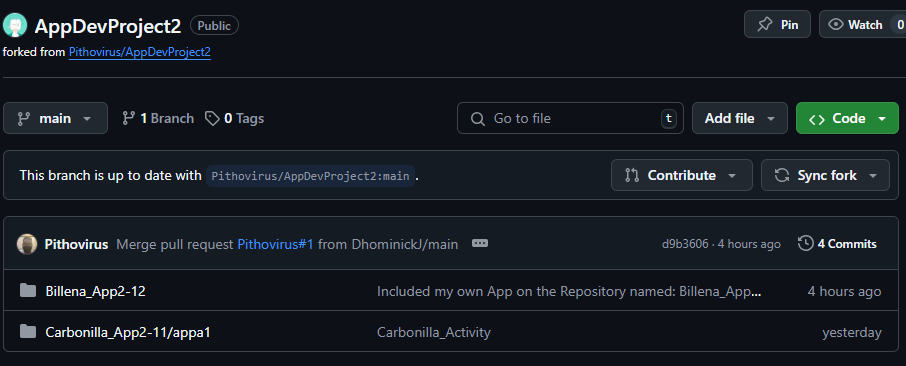 AppDevProject2 Public Pin Watch 0
forked from Pithovirus/AppDevProject2
main 1 Branch 0 Tags Go to file t Add file Code
This branch is up to date with Pithovirus/AppDevProject2:main. Contribute Sync fork
Pithovirus Merge pull request Pithovirus#1 from DhominickJ/main d9b3606 · 4 hours ago 4 Commits
Billena_App2-12 Included my own App on the Repository named: Billena_App... 4 hours ago
Carbonilla_App2-11/appa1 Carbonilla_Activity yesterday